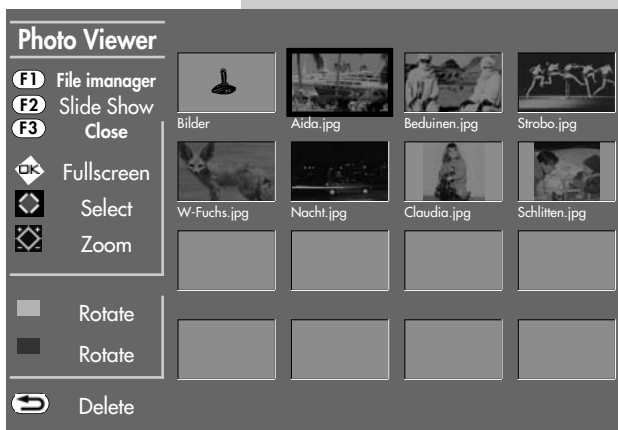 Photo Viewer
F1 File imanager
F2 Slide Show
F3 Close
OK Fullscreen
Select
Zoom
Rotate
Rotate
Delete
Bilder Aida.jpg Beduinen.jpg Strobo.jpg
W-Fuchs.jpg Nacht.jpg Claudia.jpg Schlitten.jpg